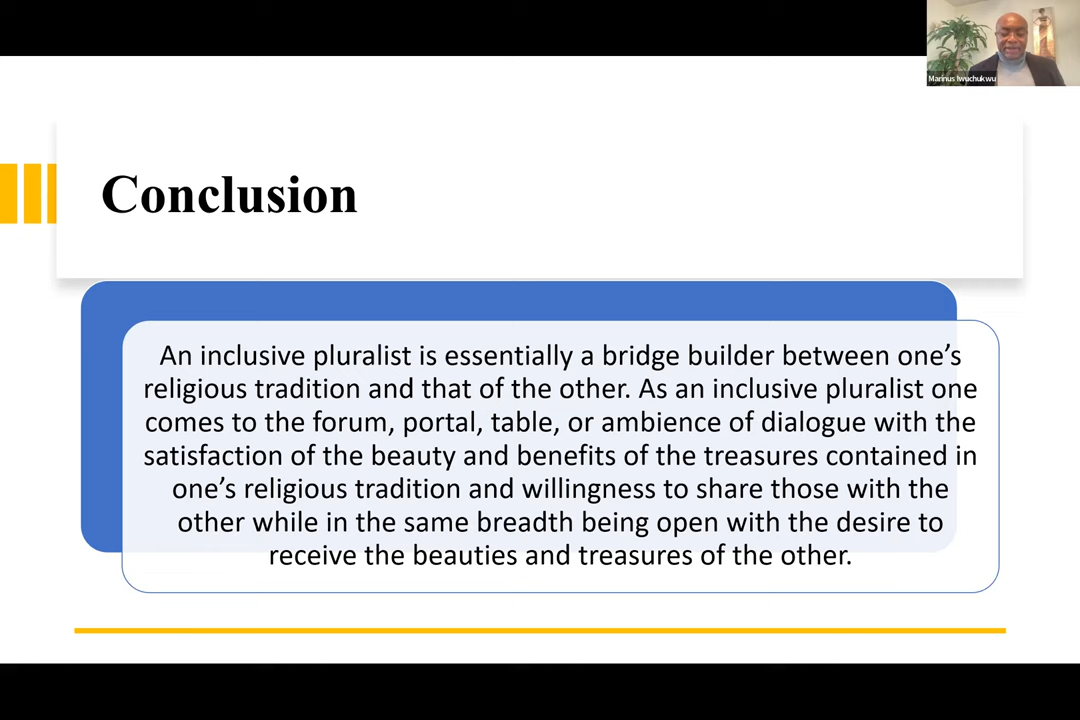 Marinus Iwuchukwu
Conclusion
An inclusive pluralist is essentially a bridge builder between one’s
religious tradition and that of the other. As an inclusive pluralist one
comes to the forum, portal, table, or ambience of dialogue with the
satisfaction of the beauty and benefits of the treasures contained in
one’s religious tradition and willingness to share those with the
other while in the same breadth being open with the desire to
receive the beauties and treasures of the other.